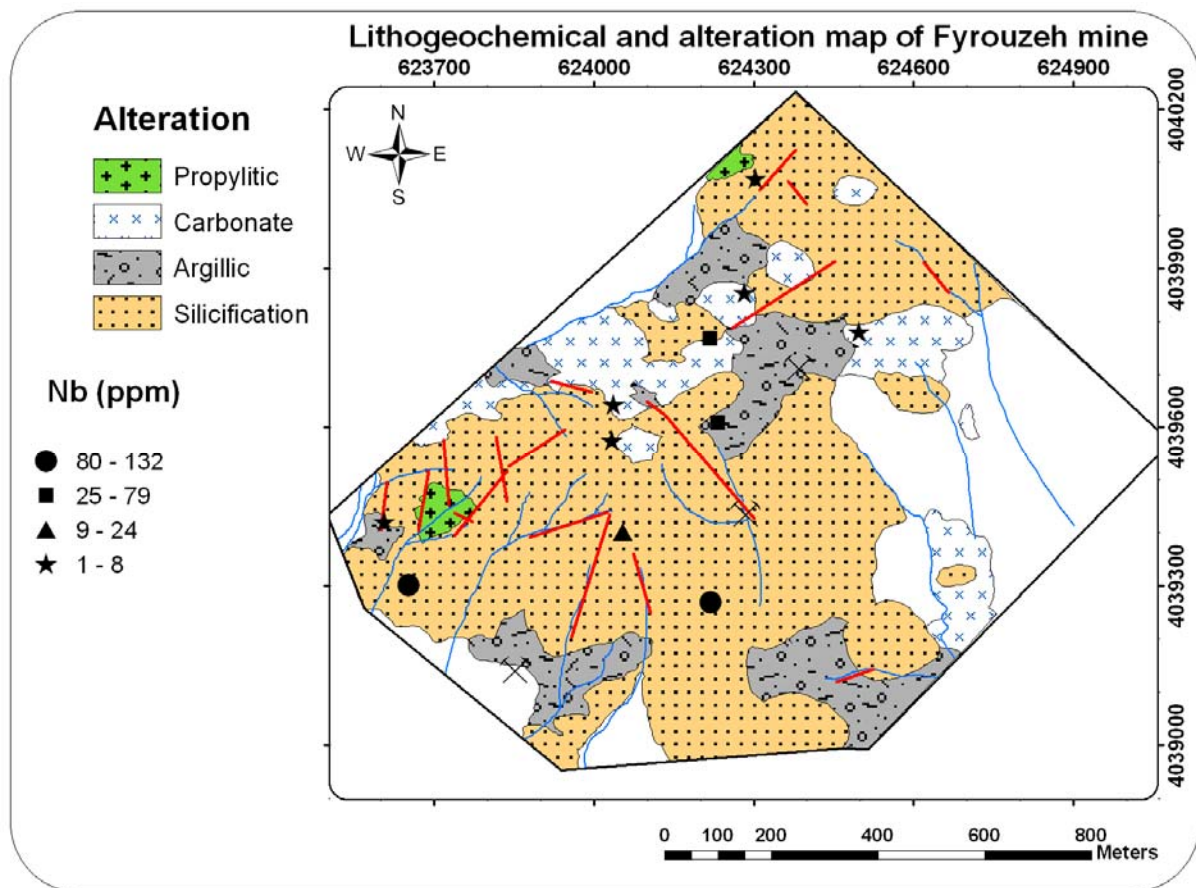 Lithogeochemical and alteration map of Fyrouzeh mine
623700 624000 624300 624600 624900
Alteration
Propylitic
Carbonate
Argillic
Silicification
Nb (ppm)
80 - 132
25 - 79
9 - 24
1 - 8
N
W E
S
4040200
4039900
4039600
4039300
4039000
0 100 200 400 600 800
Meters